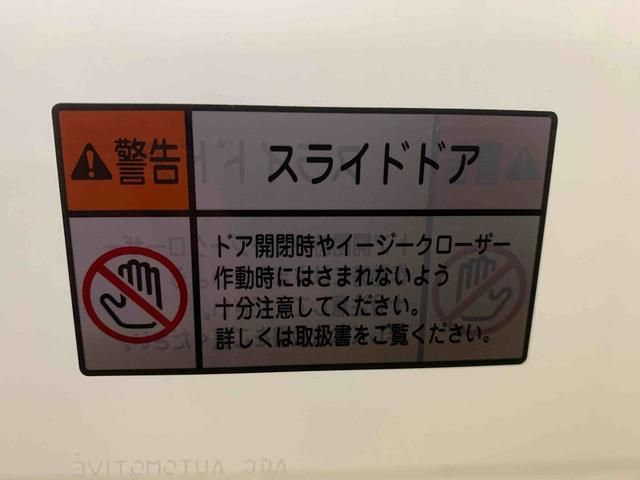 警告
スライドドア
ドア開閉時やイージークローザー
作動時にはさまれないよう
十分注意してください。
詳しくは取扱書をご覧ください。
AGC AUTOMOTIVE